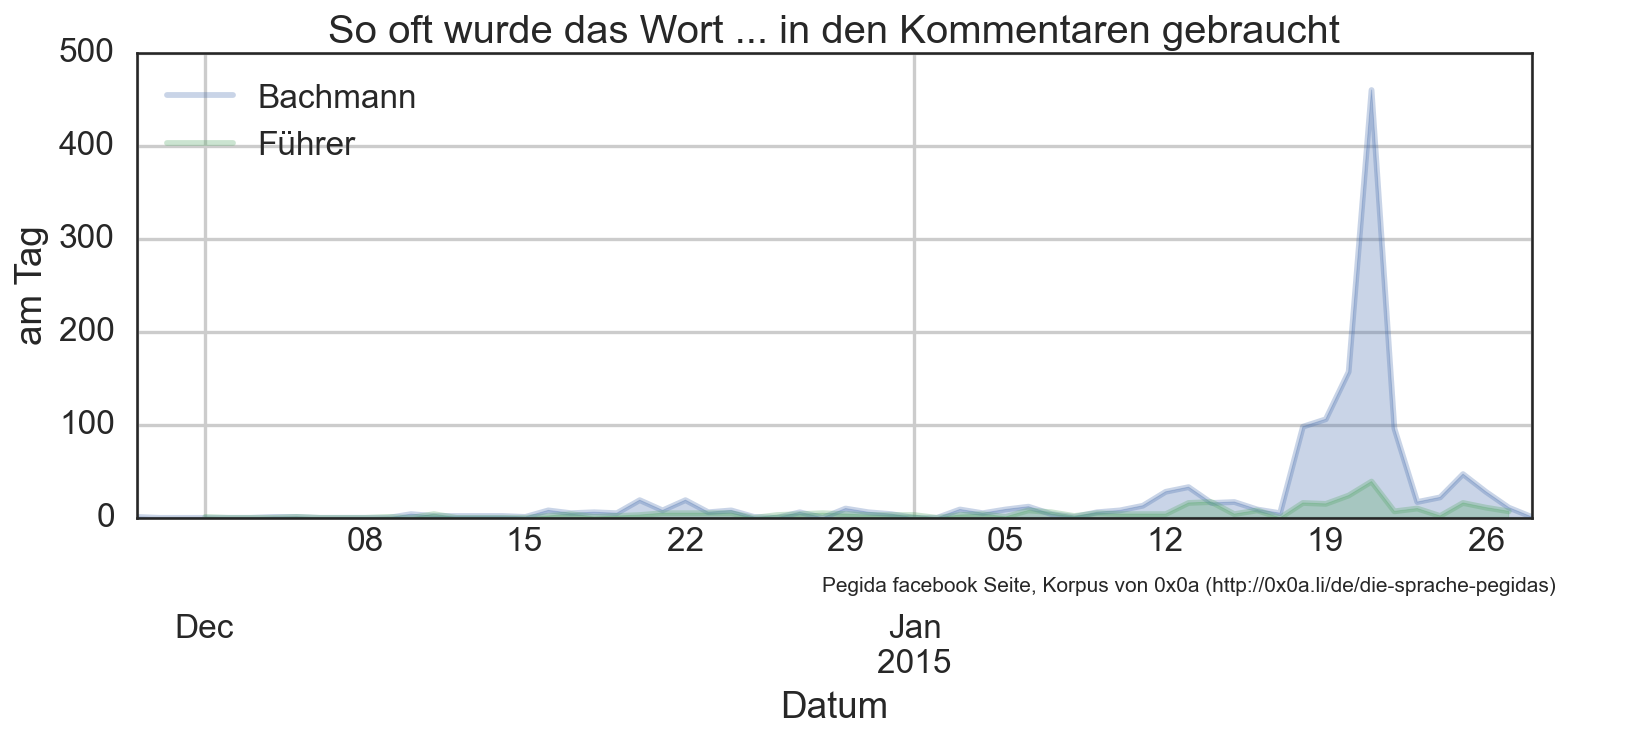 So oft wurde das Wort ... in den Kommentaren gebraucht
500
400
300
200
100
0
am Tag
Bachmann
Führer
08 15 22 29 05 12 19 26
Pegida facebook Seite, Korpus von 0x0a (http://0x0a.li/de/die-sprache-pegidas)
Dec Jan
2015
Datum